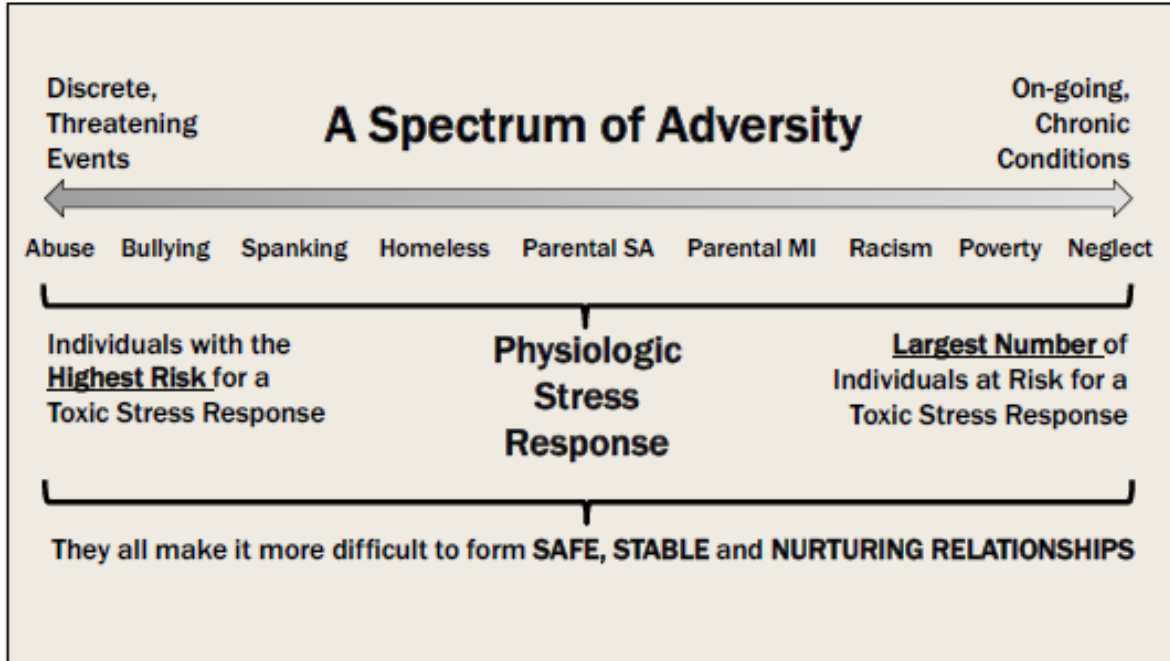 Discrete,
Threatening
Events
A Spectrum of Adversity
On-going,
Chronic
Conditions
Abuse Bullying Spanking Homeless Parental SA Parental MI Racism Poverty Neglect
Individuals with the
Highest Risk for a
Toxic Stress Response
Physiologic
Stress
Response
Largest Number of
Individuals at Risk for a
Toxic Stress Response
They all make it more difficult to form SAFE, STABLE and NURTURING RELATIONSHIPS